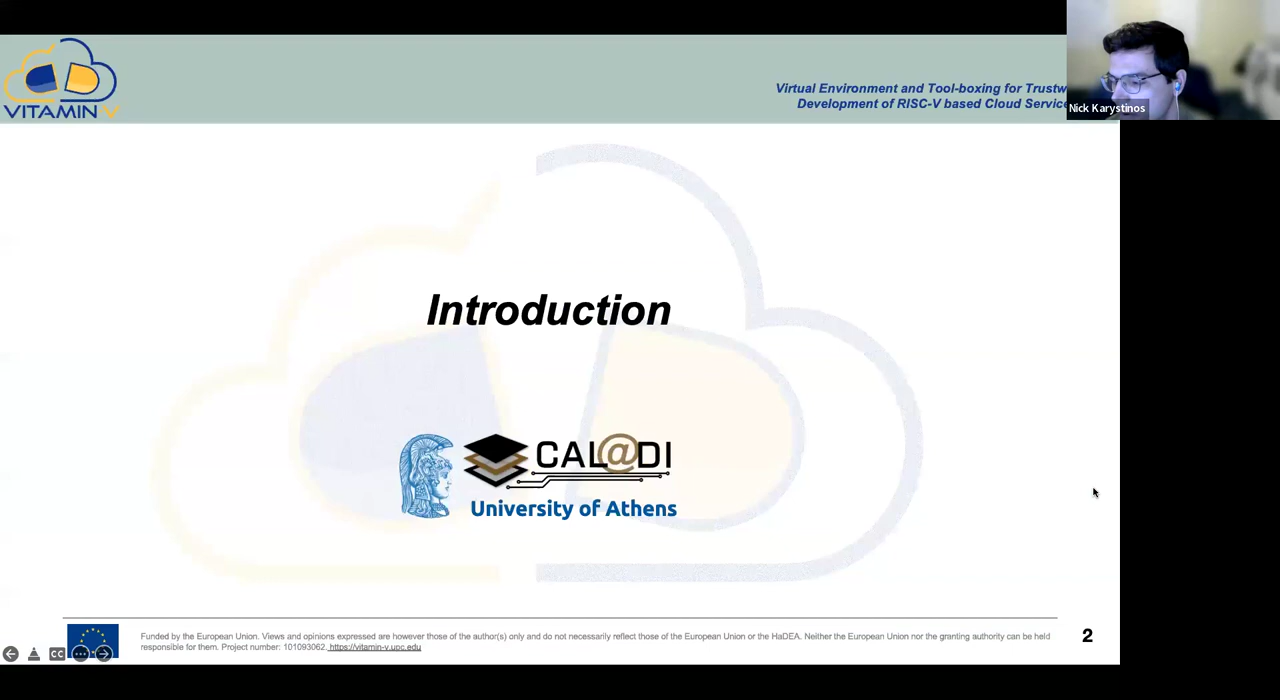 VITAMIN-V
Virtual Environment and Tool-boxing for Trustw
Development of RISC-V based Cloud Servic
Nick Karystinos
Introduction
CAL@DI
University of Athens
Funded by the European Union. Views and opinions expressed are however those of the author(s) only and do not necessarily reflect those of the European Union or the HaDEA. Neither the European Union nor the granting authority can be held
responsible for them. Project number: 101093062. https://vitamin-v.upc.edu
2
CC